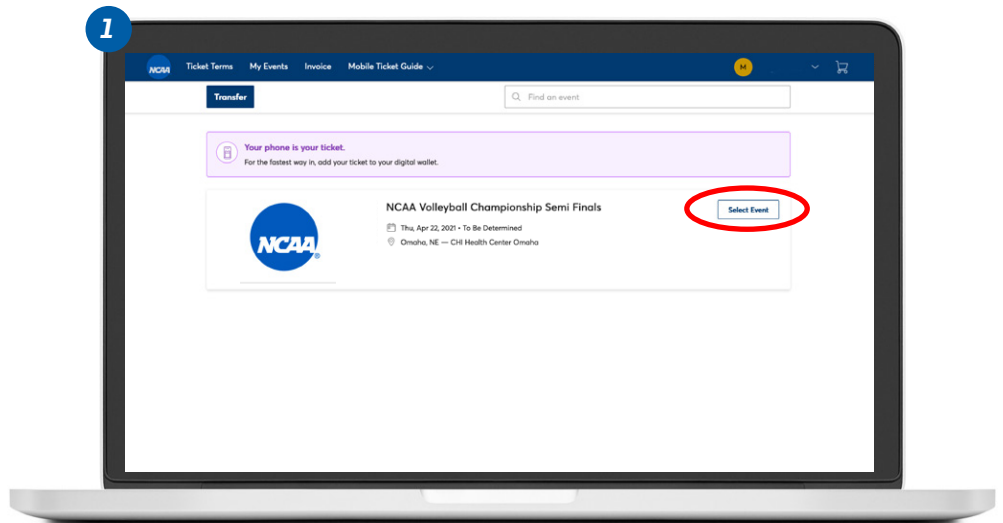 1
NCAA Ticket Terms My Events Invoice Mobile Ticket Guide M
Transfer Find an event
Your phone is your ticket.
For the fastest way in, add your ticket to your digital wallet.
NCAA Volleyball Championship Semi Finals
Select Event
Thu, Apr 22, 2021 • To Be Determined
Omaha, NE — CHI Health Center Omaha
NCAA®